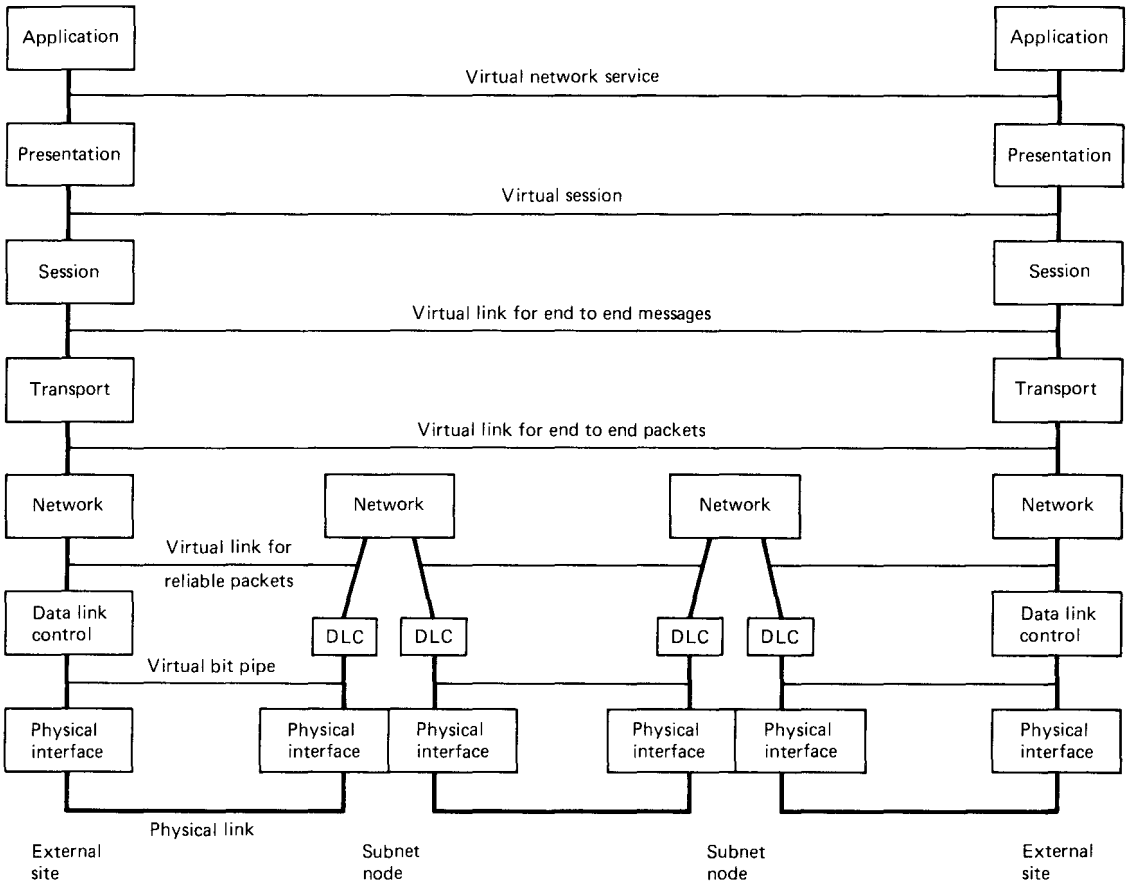 Application
Application
Virtual network service
Presentation
Presentation
Virtual session
Session
Session
Virtual link for end to end messages
Transport
Transport
Virtual link for end to end packets
Network
Network
Network
Network
Virtual link for
reliable packets
Data link
control
DLC
DLC
DLC
DLC
Data link
control
Virtual bit pipe
Physical
interface
Physical
interface
Physical
interface
Physical
interface
Physical
interface
Physical
interface
Physical link
External
site
Subnet
node
Subnet
node
External
site